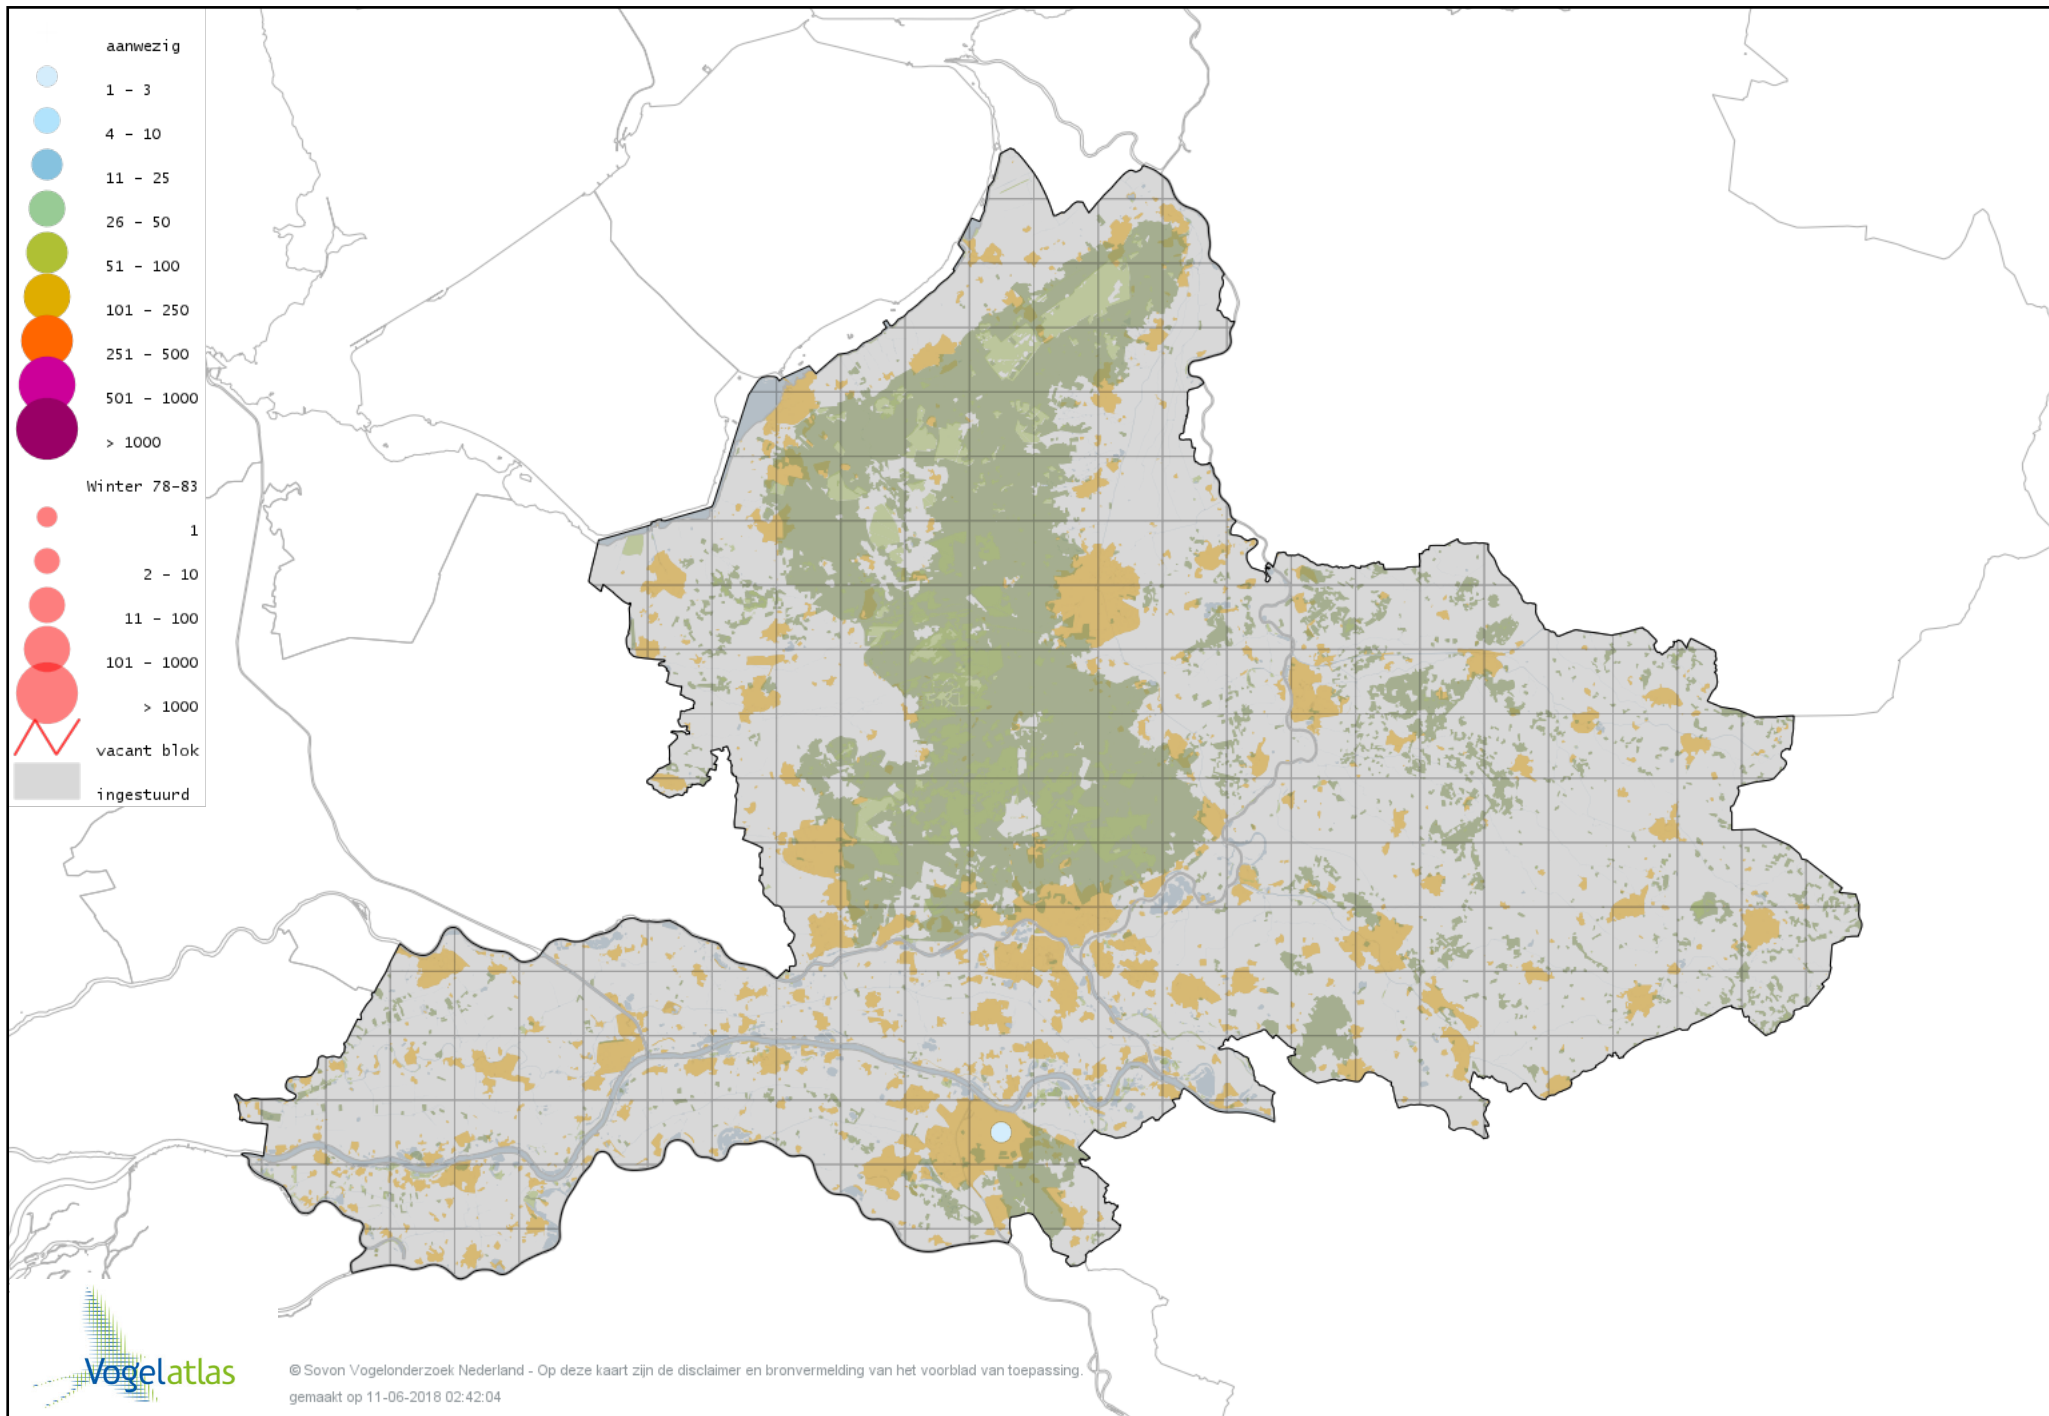 aanwezig
1 - 3
4 - 10
11 - 25
26 - 50
51 - 100
101 - 250
251 - 500
501 - 1000
> 1000
Winter 78-83
1
2 - 10
11 - 100
101 - 1000
> 1000
vacant blok
ingestuurd
Vogelatlas
© Sovon Vogelonderzoek Nederland - Op deze kaart zijn de disclaimer en bronvermelding van het voorblad van toepassing.
gemaakt op 11-06-2018 02:42:04